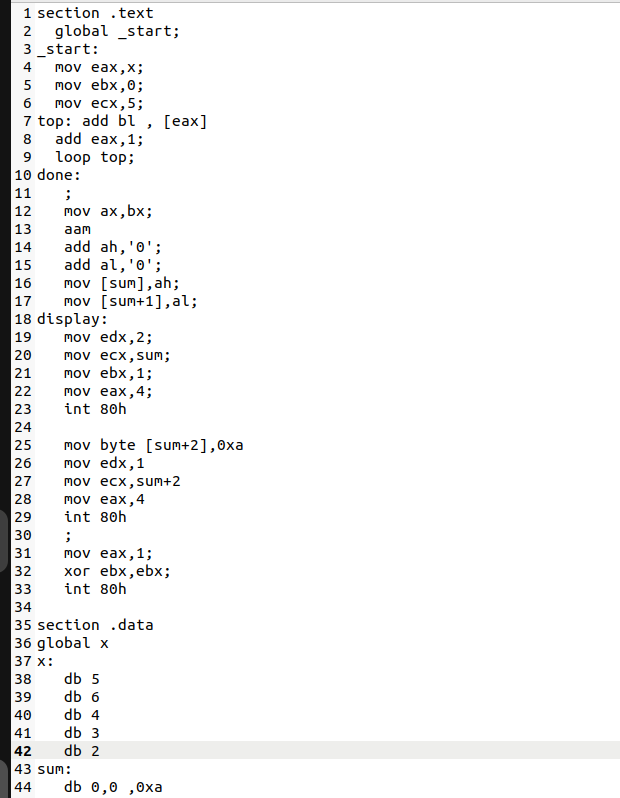 1 section .text
2   global _start;
3 _start:
4   mov eax,x;
5   mov ebx,0;
6   mov ecx,5;
7 top: add bl , [eax]
8   add eax,1;
9   loop top;
10 done:
11    ;
12    mov ax,bx;
13    aam
14    add ah,'0';
15    add al,'0';
16    mov [sum],ah;
17    mov [sum+1],al;
18 display:
19    mov edx,2;
20    mov ecx,sum;
21    mov ebx,1;
22    mov eax,4;
23    int 80h
24
25    mov byte [sum+2],0xa
26    mov edx,1
27    mov ecx,sum+2
28    mov eax,4
29    int 80h
30    ;
31    mov eax,1;
32    xor ebx,ebx;
33    int 80h
34
35 section .data
36 global x
37 x:
38    db 5
39    db 6
40    db 4
41    db 3
42    db 2
43 sum:
44    db 0,0 ,0xa